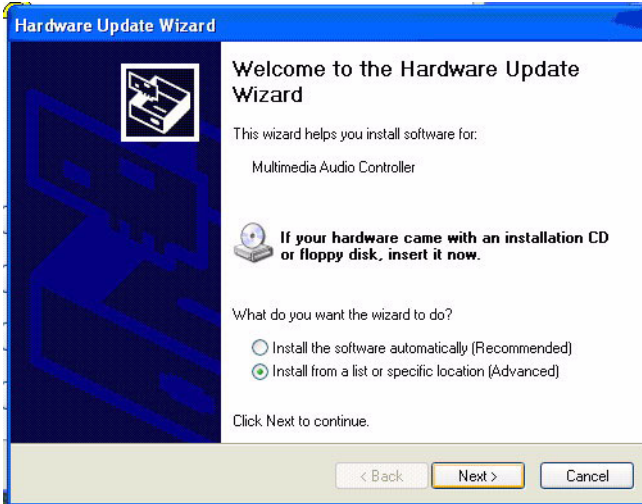 Hardware Update Wizard
Welcome to the Hardware Update
Wizard
This wizard helps you install software for:
Multimedia Audio Controller
If your hardware came with an installation CD
or floppy disk, insert it now.
What do you want the wizard to do?
Install the software automatically (Recommended)
Install from a list or specific location (Advanced)
Click Next to continue.
< Back Next > Cancel